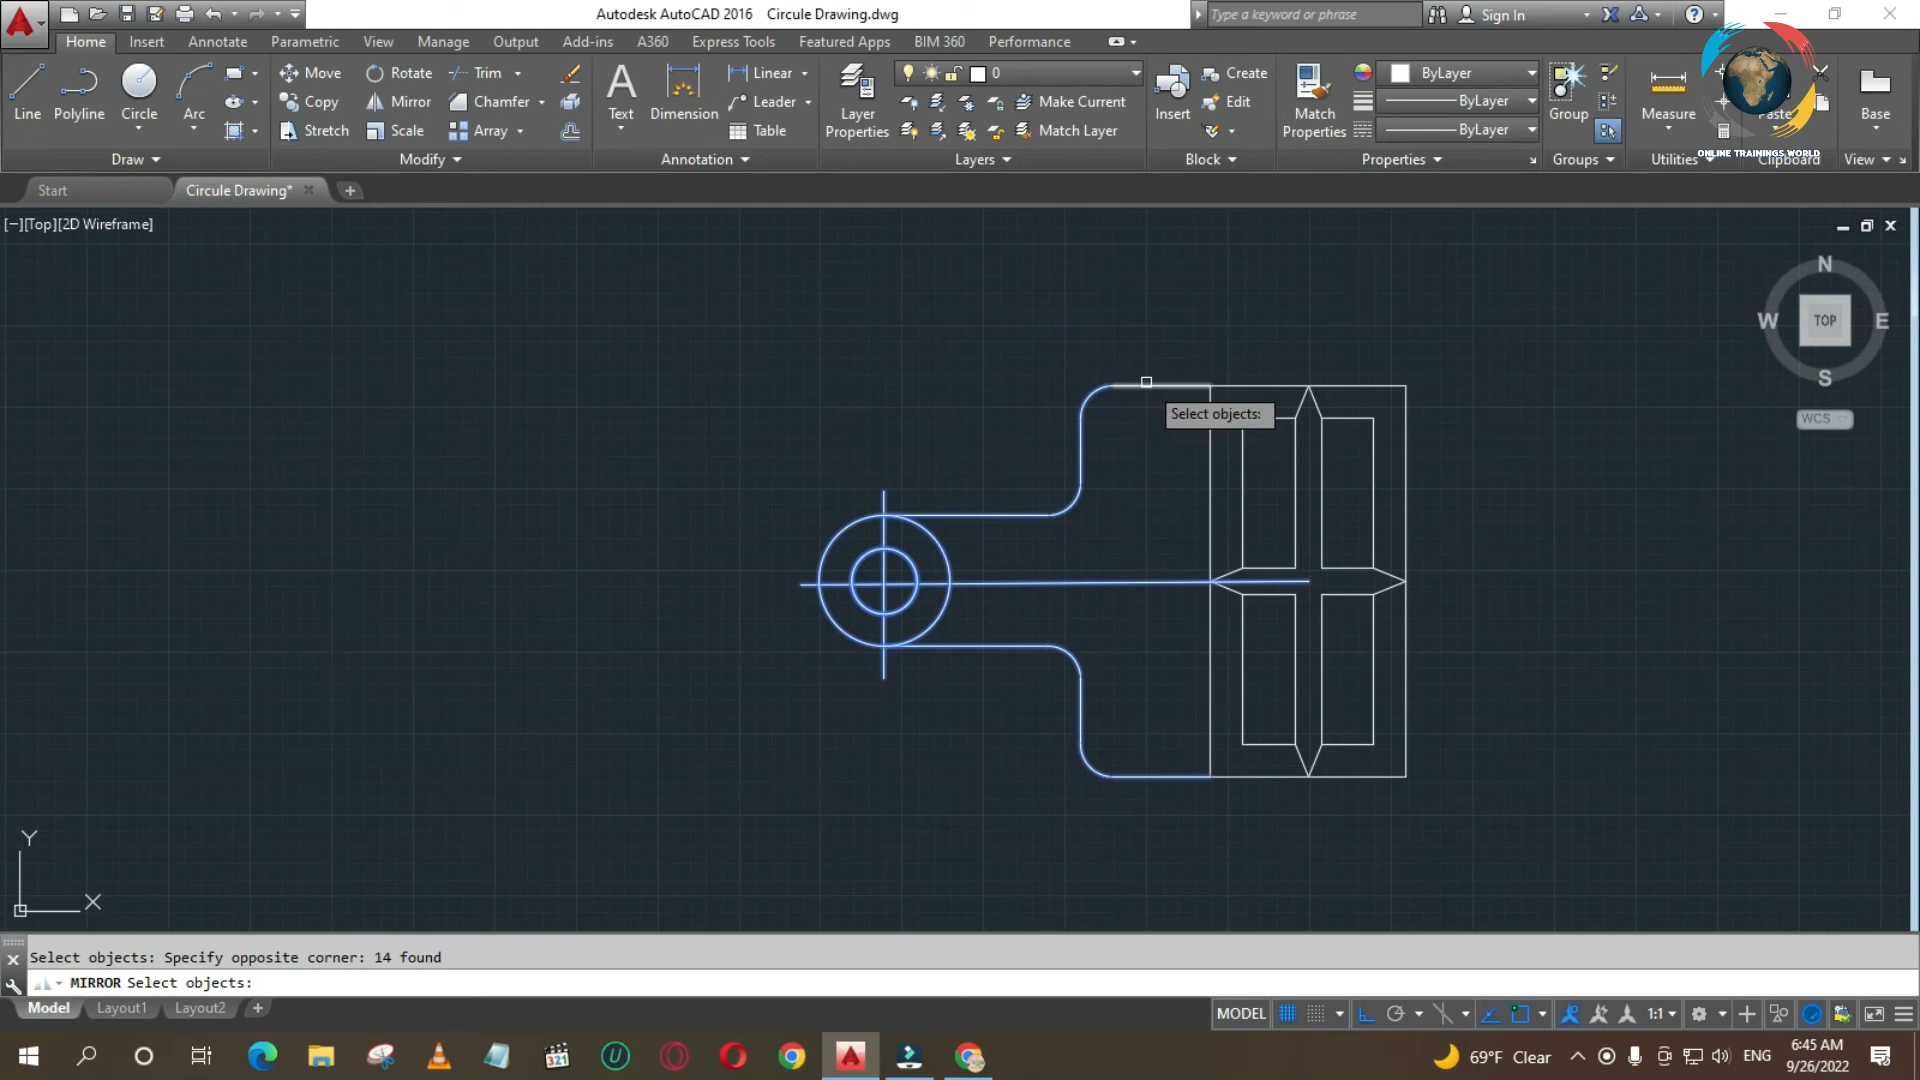 Autodesk AutoCAD 2016 Circule Drawing.dwg
Type a keyword or phrase
Sign In
Home Insert Annotate Parametric View Manage Output Add-ins A360 Express Tools Featured Apps BIM 360 Performance
Line Polyline Circle Arc
Move Rotate Trim
Copy Mirror Chamfer
Stretch Scale Array
Text Dimension
Linear
Leader
Table
Layer
Properties
0
Make Current
Match Layer
Insert
Create
Edit
Match
Properties
ByLayer
ByLayer
ByLayer
Group
Measure
Paste
Base
Draw Modify Annotation Layers Block Properties Groups Utilities Clipboard View
ONLINE TRAININGS WORLD
Start Circule Drawing*
[−][Top][2D Wireframe]
N
W TOP E
S
WCS
Select objects:
Y
X
Select objects: Specify opposite corner: 14 found
MIRROR Select objects:
Model Layout1 Layout2
MODEL 1:1
321
69°F Clear
ENG
6:45 AM
9/26/2022